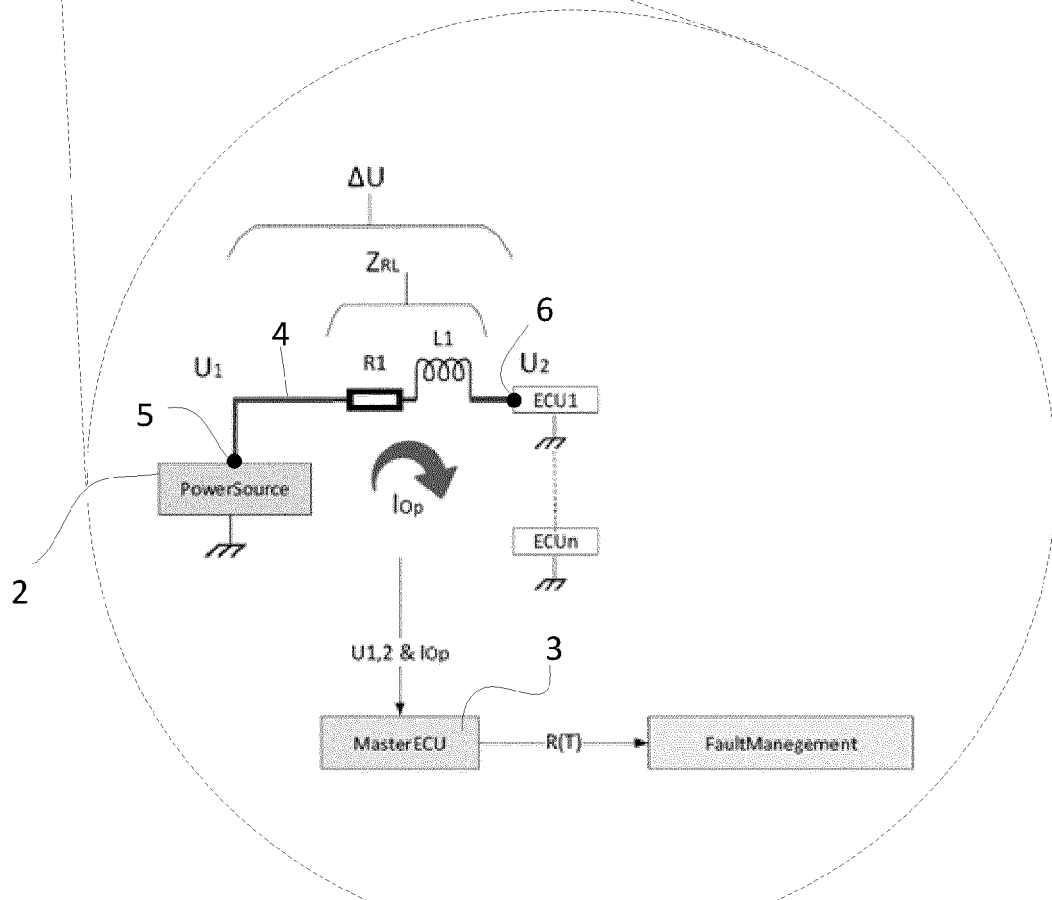 ΔU
ZRL
6
4
L1
U1
R1
U2
ECU1
5
PowerSource
IOp
ECUn
2
U1,2 & IOp
3
MasterECU
R(T)
FaultManegement